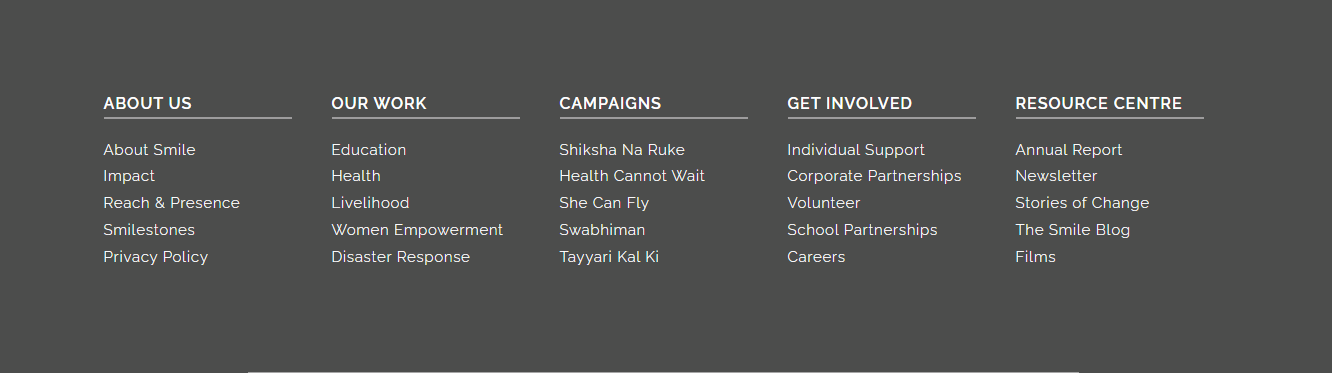 ABOUT US
About Smile
Impact
Reach & Presence
Smilestones
Privacy Policy
OUR WORK
Education
Health
Livelihood
Women Empowerment
Disaster Response
CAMPAIGNS
Shiksha Na Ruke
Health Cannot Wait
She Can Fly
Swabhiman
Tayyari Kal Ki
GET INVOLVED
Individual Support
Corporate Partnerships
Volunteer
School Partnerships
Careers
RESOURCE CENTRE
Annual Report
Newsletter
Stories of Change
The Smile Blog
Films